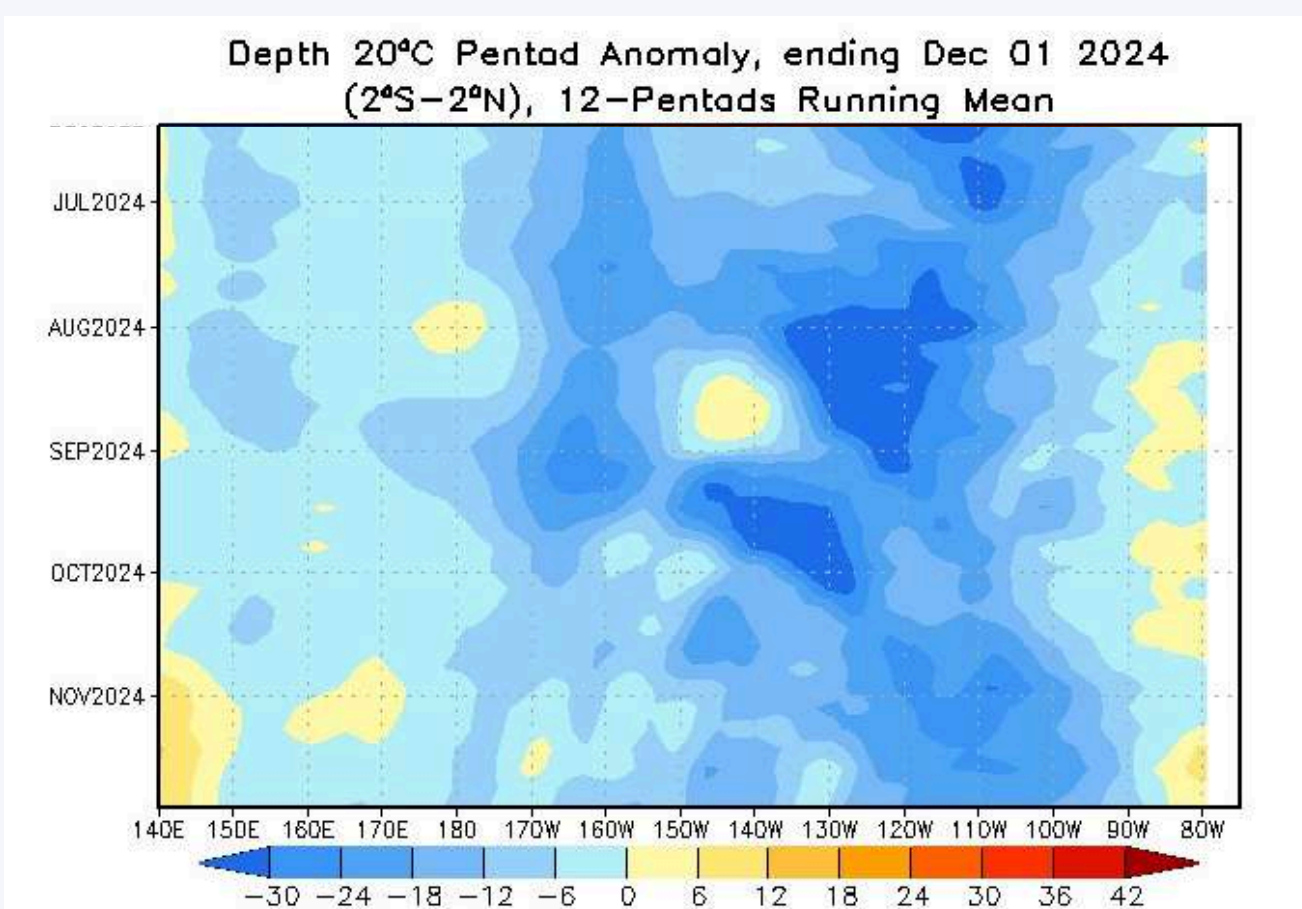 Depth 20°C Pentad Anomaly, ending Dec 01 2024
(2°S-2°N), 12-Pentads Running Mean
JUL2024
AUG2024
SEP2024
OCT2024
NOV2024
140E 150E 160E 170E 180 170W 160W 150W 140W 130W 120W 110W 100W 90W 80W
-30 -24 -18 -12 -6 0 6 12 18 24 30 36 42